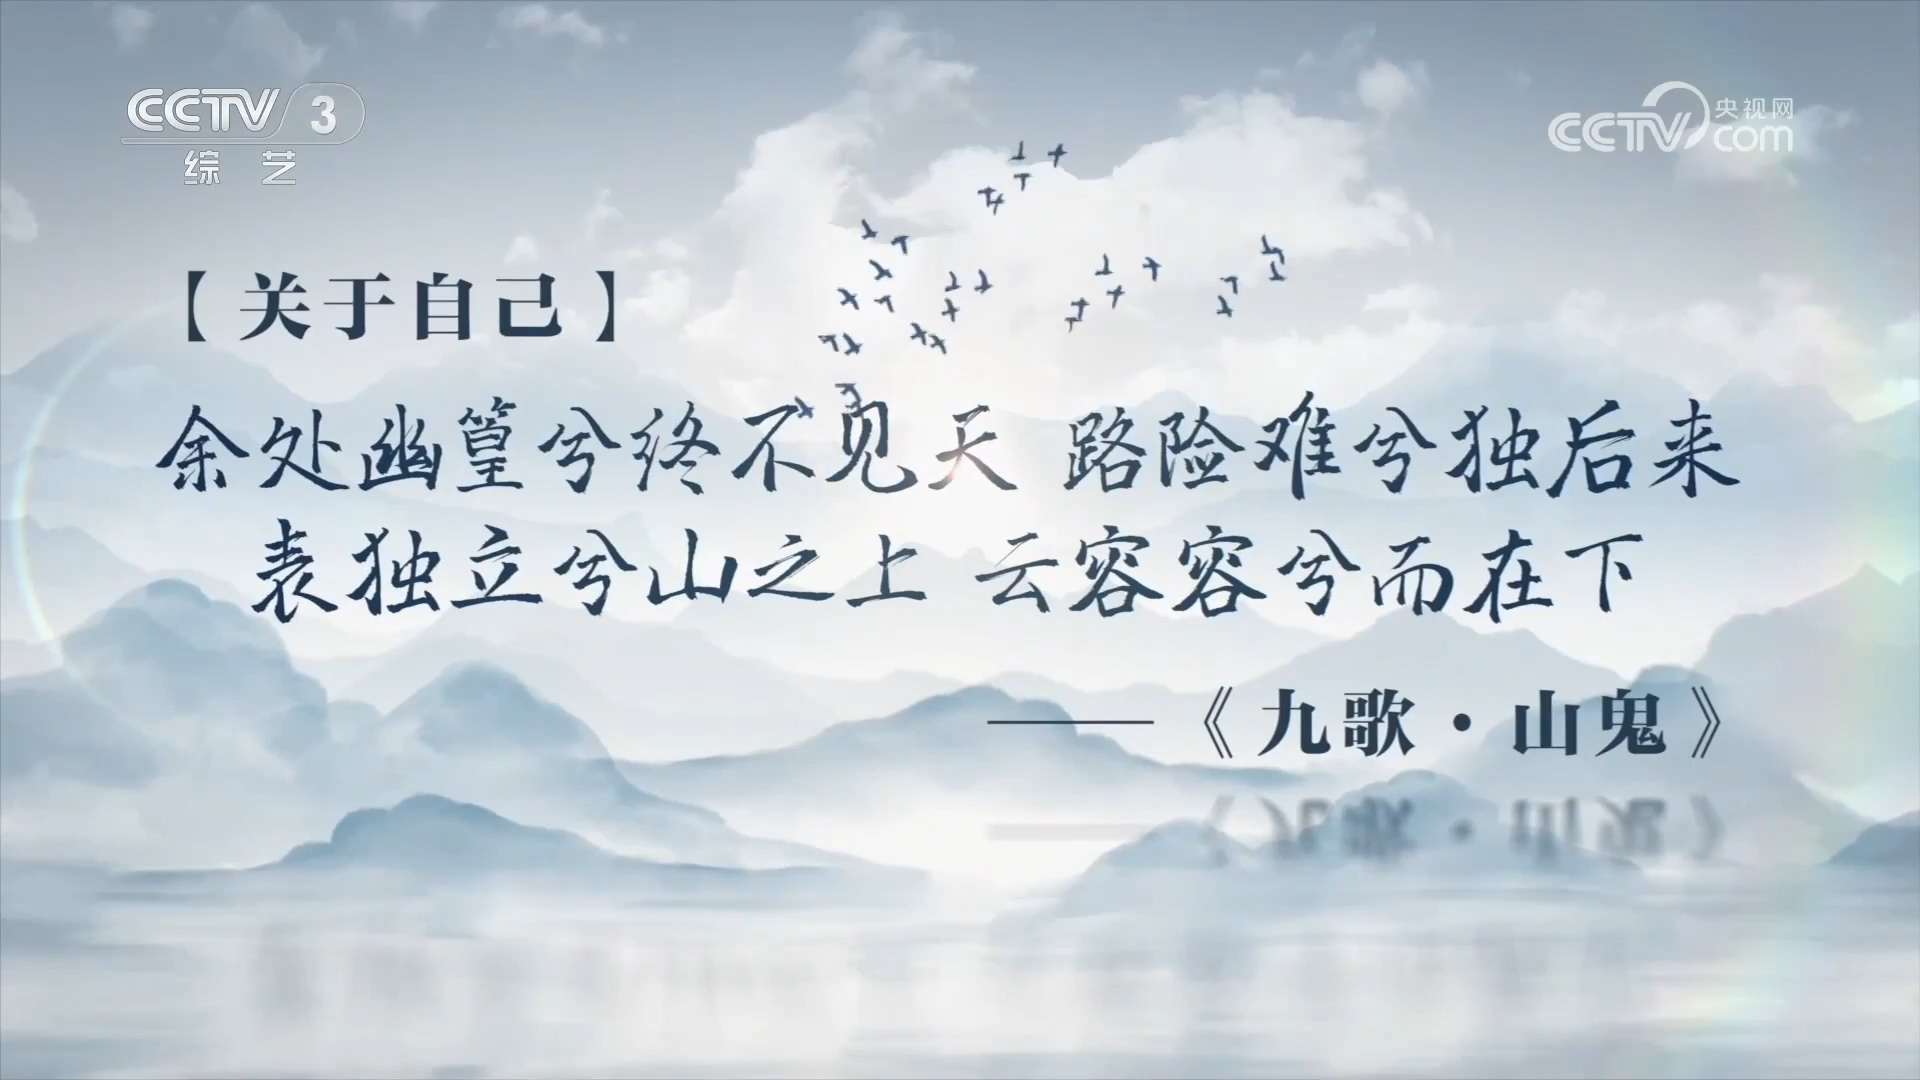 CCTV 3
综艺
央视网
CCTV.com
【关于自己】
余处幽篁兮终不见天 路险难兮独后来
表独立兮山之上 云容容兮而在下
——《九歌·山鬼》